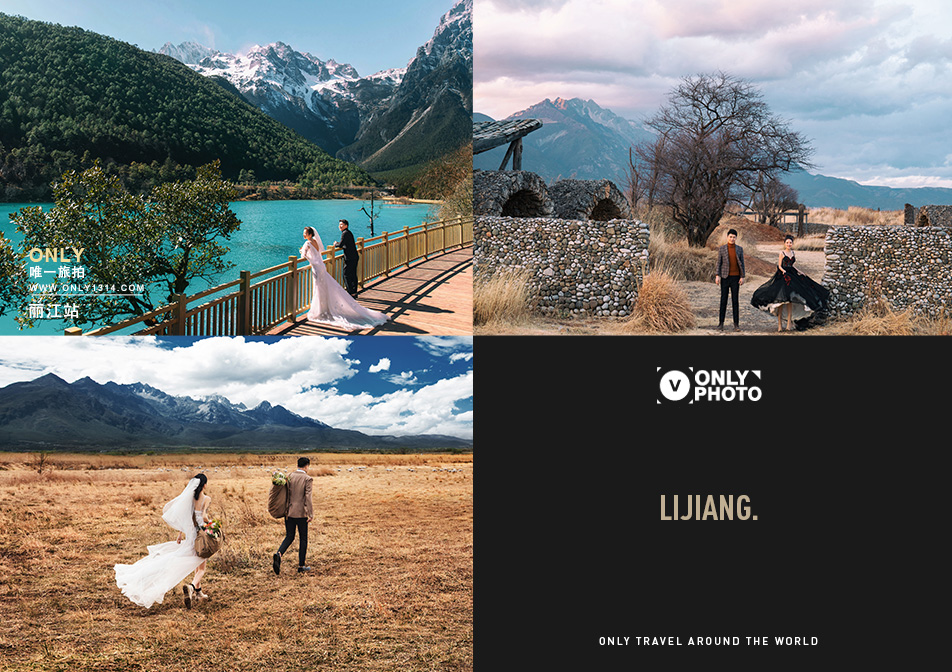 ONLY
唯一旅拍
WWW.ONLY1314.COM
丽江站
V ONLY
PHOTO
LIJIANG.
ONLY TRAVEL AROUND THE WORLD